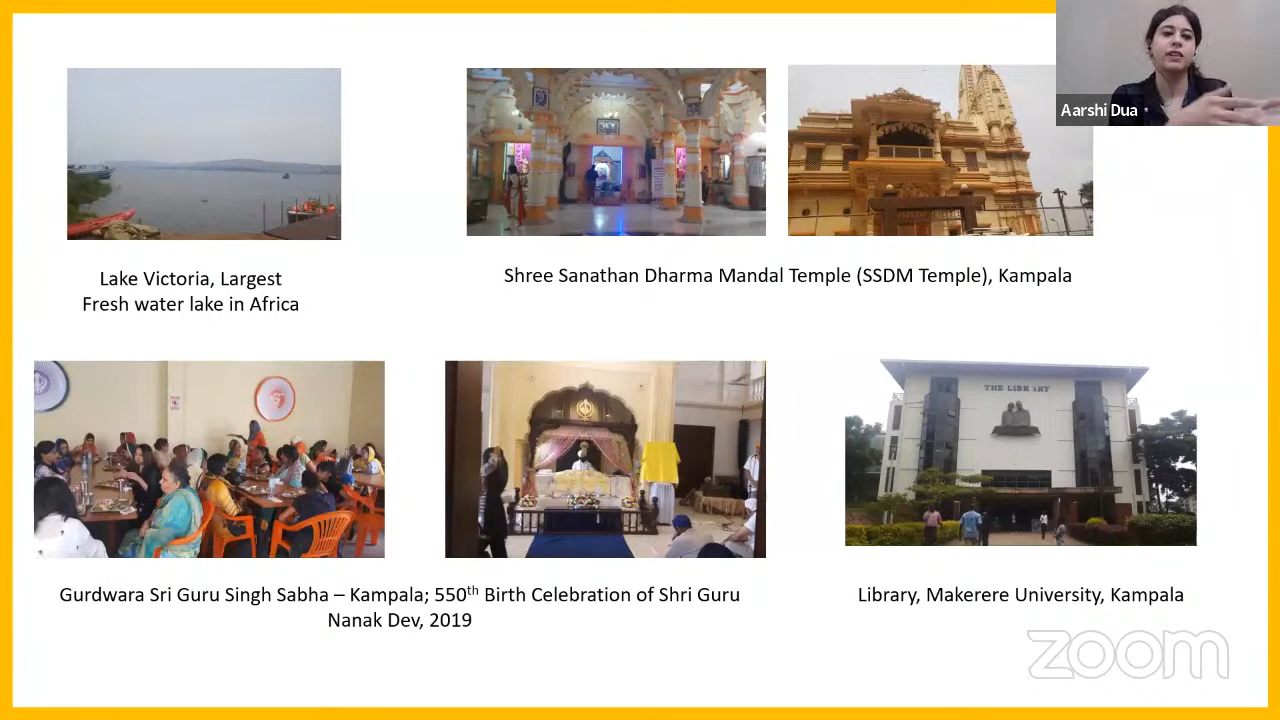 Aarshi Dua
Lake Victoria, Largest
Fresh water lake in Africa
Shree Sanathan Dharma Mandal Temple (SSDM Temple), Kampala
THE LIBRARY
Gurdwara Sri Guru Singh Sabha – Kampala; 550th Birth Celebration of Shri Guru
Nanak Dev, 2019
Library, Makerere University, Kampala
zoom